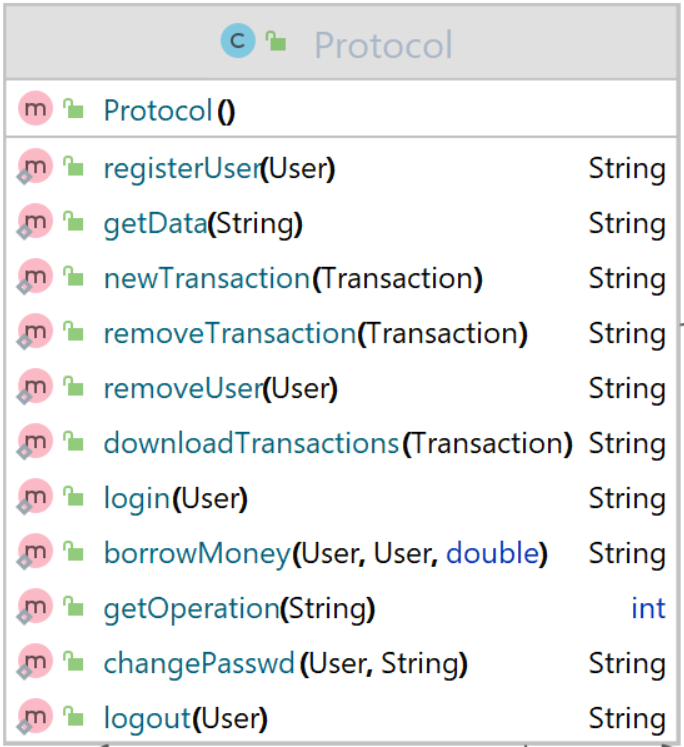 C Protocol
m Protocol()
m registerUser(User) String
m getData(String) String
m newTransaction(Transaction) String
m removeTransaction(Transaction) String
m removeUser(User) String
m downloadTransactions(Transaction) String
m login(User) String
m borrowMoney(User, User, double) String
m getOperation(String) int
m changePasswd(User, String) String
m logout(User) String